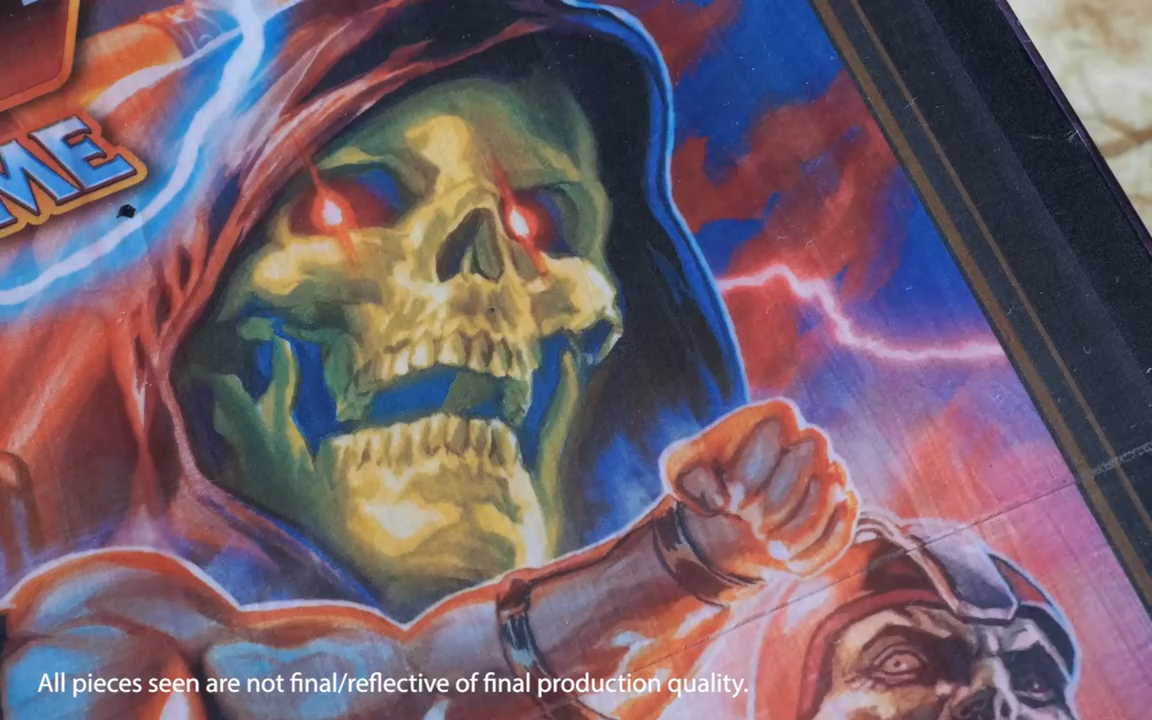 ME
All pieces seen are not final/reflective of final production quality.